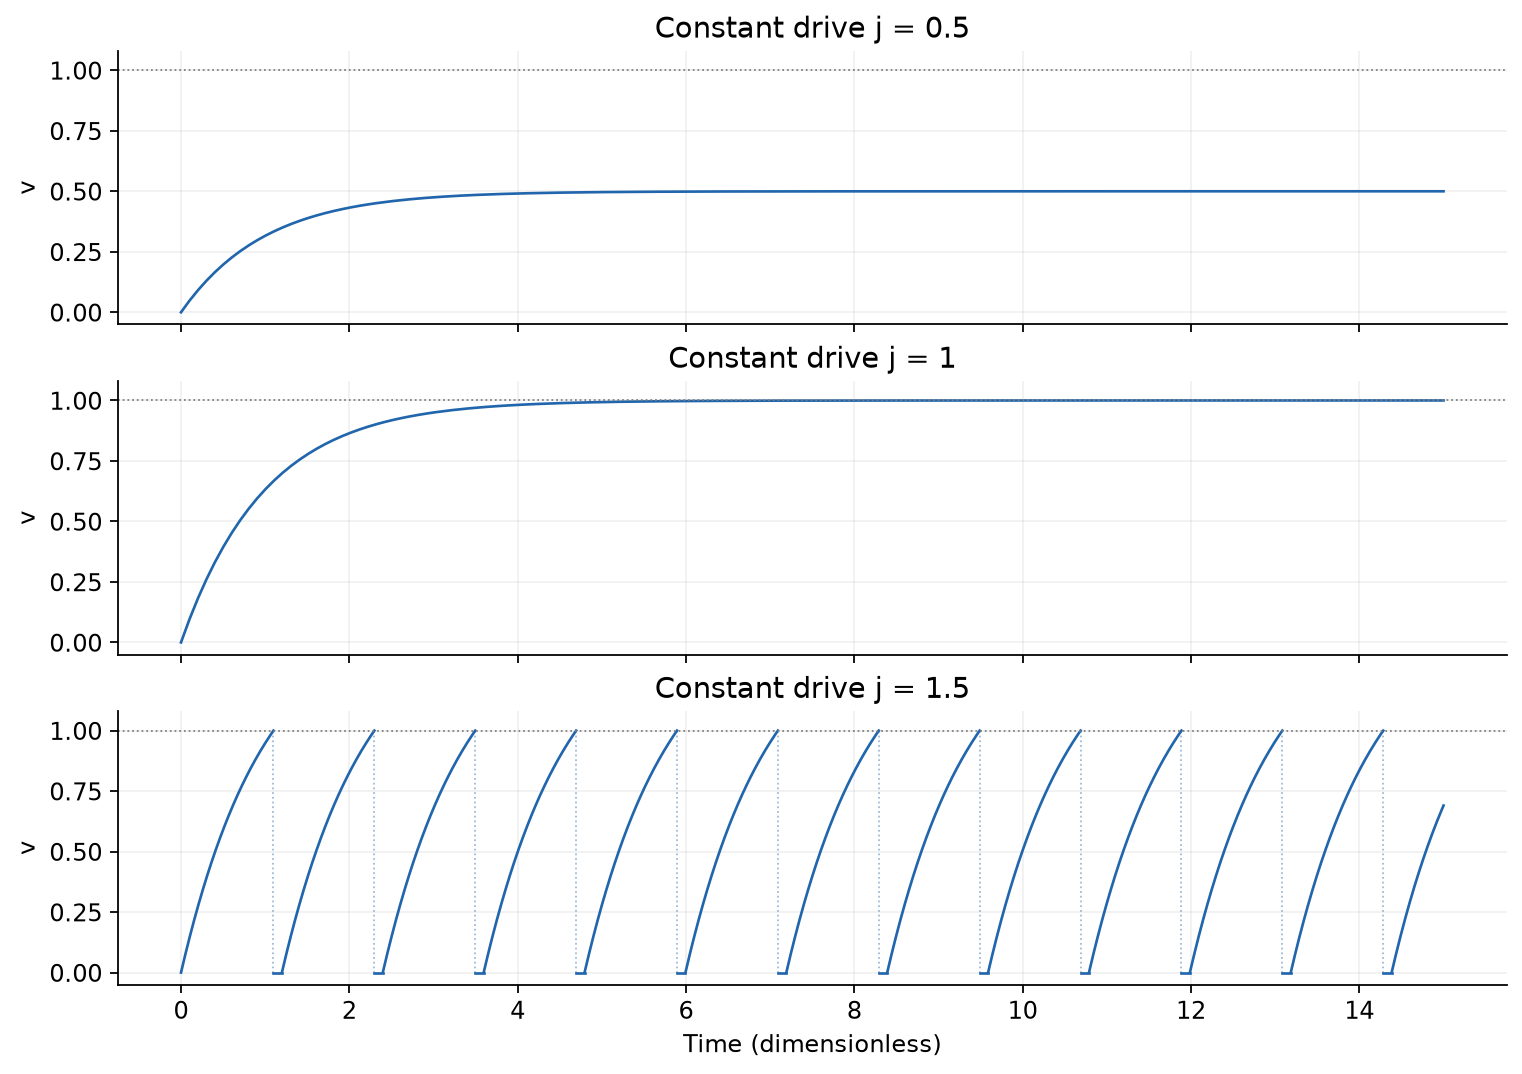 Constant drive j = 0.5
1.00
0.75
v
0.50
0.25
0.00
Constant drive j = 1
1.00
0.75
v
0.50
0.25
0.00
Constant drive j = 1.5
1.00
0.75
v
0.50
0.25
0.00
0 2 4 6 8 10 12 14
Time (dimensionless)